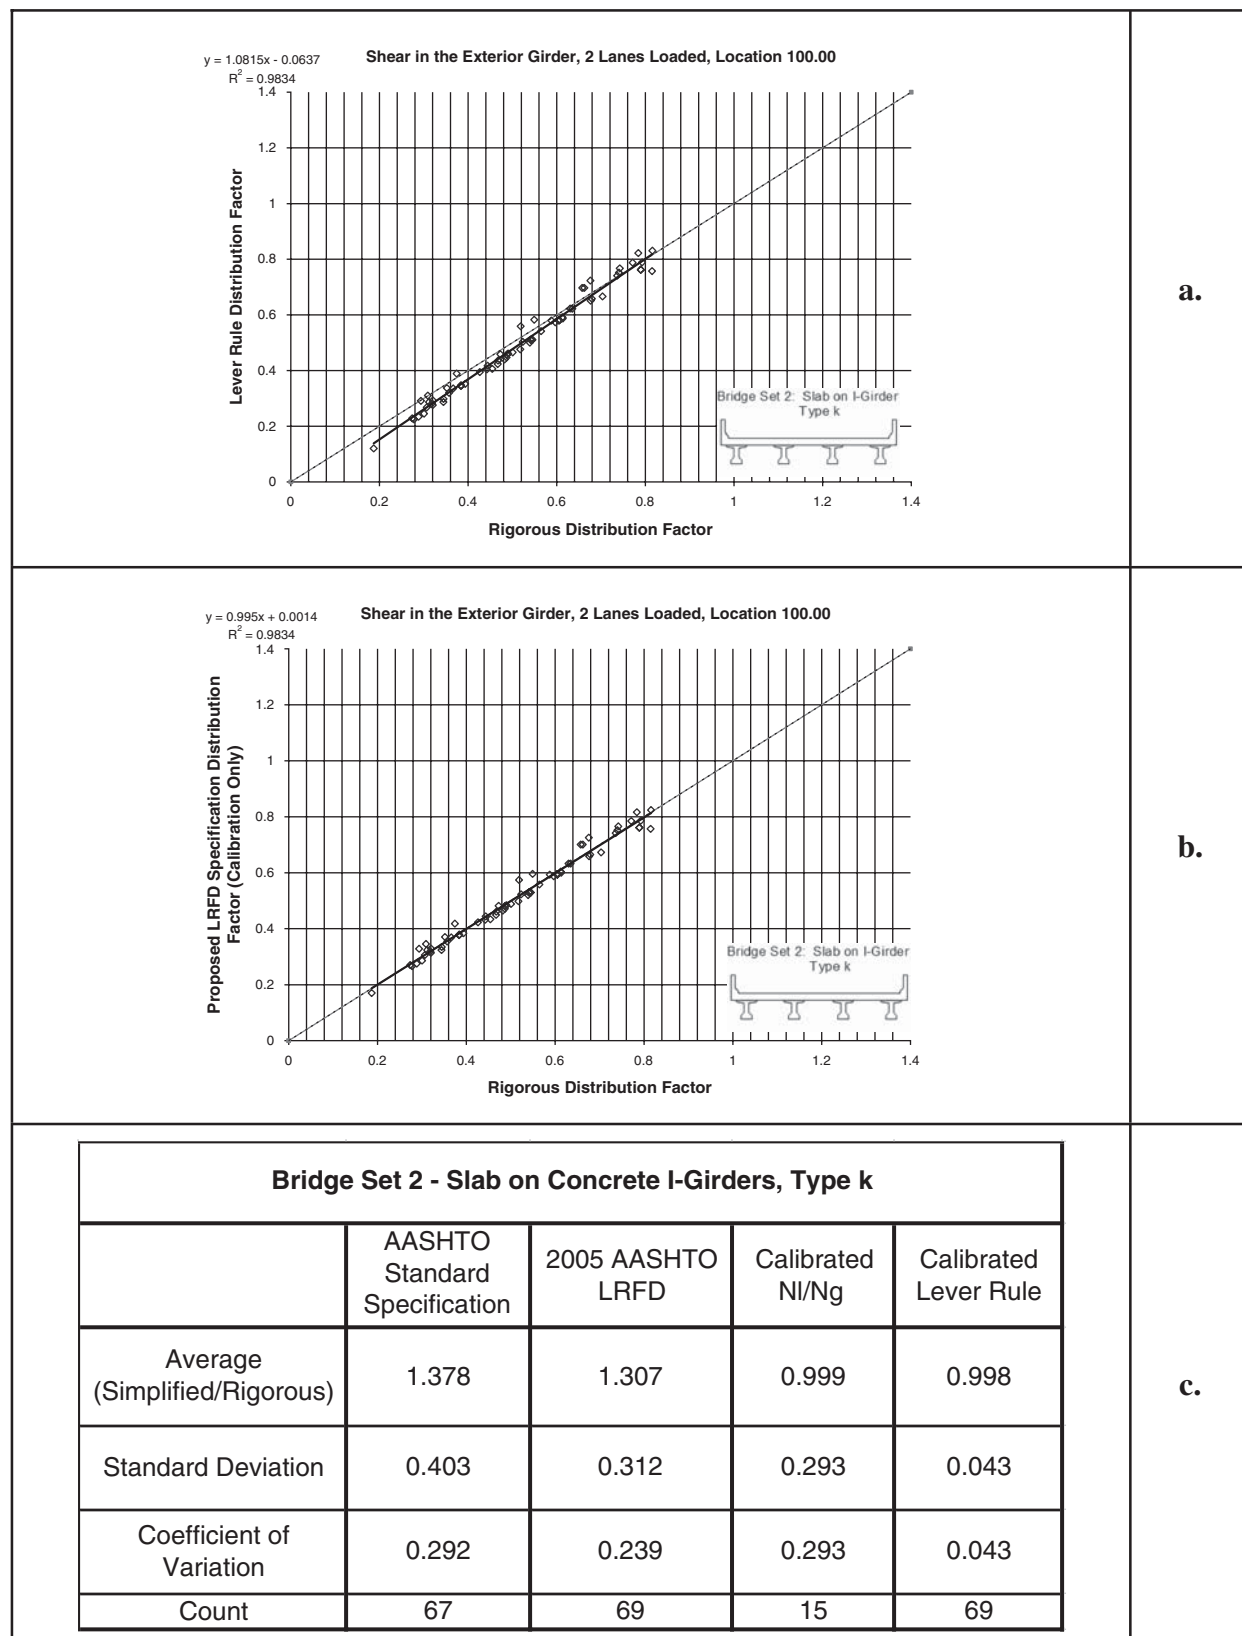 y = 1.0815x - 0.0637
R² = 0.9834
Shear in the Exterior Girder, 2 Lanes Loaded, Location 100.00
Lever Rule Distribution Factor
1.4
1.2
1
0.8
0.6
0.4
0.2
0
0 0.2 0.4 0.6 0.8 1 1.2 1.4
Rigorous Distribution Factor
Bridge Set 2: Slab on I-Girder
Type k
a.
y = 0.995x + 0.0014
R² = 0.9834
Shear in the Exterior Girder, 2 Lanes Loaded, Location 100.00
Proposed LRFD Specification Distribution
Factor (Calibration Only)
1.4
1.2
1
0.8
0.6
0.4
0.2
0
0 0.2 0.4 0.6 0.8 1 1.2 1.4
Rigorous Distribution Factor
Bridge Set 2: Slab on I-Girder
Type k
b.
Bridge Set 2 - Slab on Concrete I-Girders, Type k
AASHTO
Standard
Specification
2005 AASHTO
LRFD
Calibrated
Nl/Ng
Calibrated
Lever Rule
Average
(Simplified/Rigorous)
1.378 1.307 0.999 0.998
Standard Deviation 0.403 0.312 0.293 0.043
Coefficient of
Variation
0.292 0.239 0.293 0.043
Count 67 69 15 69
c.